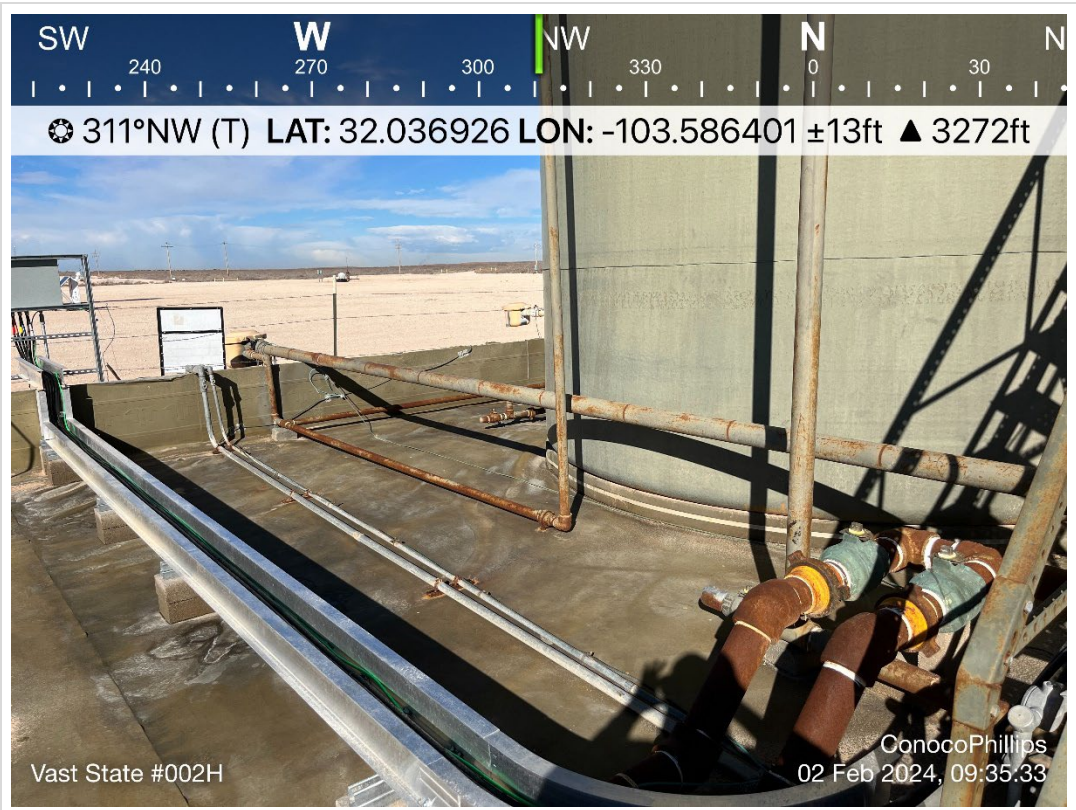 SW W NW N N
240 270 300 330 0 30
311°NW (T) LAT: 32.036926 LON: -103.586401 ±13ft ▲ 3272ft
Vast State #002H
ConocoPhillips
02 Feb 2024, 09:35:33